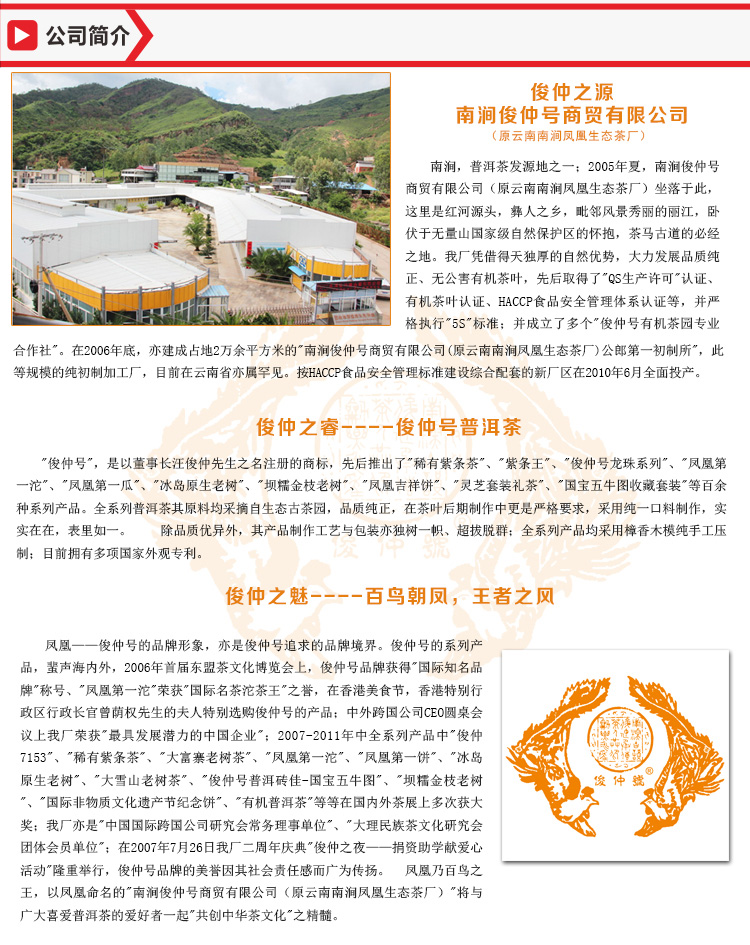 公司简介
俊仲之源
南涧俊仲号商贸有限公司
（原云南南涧凤凰生态茶厂）
南涧，普洱茶发源地之一；2005年夏，南涧俊仲号
商贸有限公司（原云南南涧凤凰生态茶厂）坐落于此，
这里是红河源头，彝人之乡，毗邻风景秀丽的丽江，卧
伏于无量山国家级自然保护区的怀抱，茶马古道的必经
之地。我厂凭借得天独厚的自然优势，大力发展品质纯
正、无公害有机茶叶，先后取得了"QS生产许可"认证、
有机茶叶认证、HACCP食品安全管理体系认证等，并严
格执行"5S"标准；并成立了多个"俊仲号有机茶园专业
合作社"。在2006年底，亦建成占地2万余平方米的"南涧俊仲号商贸有限公司(原云南南涧凤凰生态茶厂)公郎第一初制所"，此
等规模的纯初制加工厂，目前在云南省亦属罕见。按HACCP食品安全管理标准建设综合配套的新厂区在2010年6月全面投产。
俊仲之睿----俊仲号普洱茶
"俊仲号"，是以董事长汪俊仲先生之名注册的商标，先后推出了"稀有紫条茶"、"紫条王"、"俊仲号龙珠系列"、"凤凰第
一沱"、"凤凰第一瓜"、"冰岛原生老树"、"坝糯金枝老树"、"凤凰吉祥饼"、"灵芝套装礼茶"、"国宝五牛图收藏套装"等百余
种系列产品。全系列普洱茶其原料均采摘自生态古茶园，品质纯正，在茶叶后期制作中更是严格要求，采用纯一口料制作，实
实在在，表里如一。 除品质优异外，其产品制作工艺与包装亦独树一帜、超拔脱群；全系列产品均采用樟香木模纯手工压
制；目前拥有多项国家外观专利。
俊仲號
俊仲之魅----百鸟朝凤，王者之风
凤凰——俊仲号的品牌形象，亦是俊仲号追求的品牌境界。俊仲号的系列产
品，蜚声海内外，2006年首届东盟茶文化博览会上，俊仲号品牌获得"国际知名品
牌"称号、"凤凰第一沱"荣获"国际名茶沱茶王"之誉，在香港美食节，香港特别行
政区行政长官曾荫权先生的夫人特别选购俊仲号的产品；中外跨国公司CEO圆桌会
议上我厂荣获"最具发展潜力的中国企业"；2007-2011年中全系列产品中"俊仲
7153"、"稀有紫条茶"、"大富寨老树茶"、"凤凰第一沱"、"凤凰第一饼"、"冰岛
原生老树"、"大雪山老树茶"、"俊仲号普洱砖佳-国宝五牛图"、"坝糯金枝老树
"、"国际非物质文化遗产节纪念饼"、"有机普洱茶"等等在国内外茶展上多次获大
奖；我厂亦是"中国国际跨国公司研究会常务理事单位"、"大理民族茶文化研究会
团体会员单位"；在2007年7月26日我厂二周年庆典"俊仲之夜——捐资助学献爱心
活动"隆重举行，俊仲号品牌的美誉因其社会责任感而广为传扬。 凤凰乃百鸟之
王，以凤凰命名的"南涧俊仲号商贸有限公司（原云南南涧凤凰生态茶厂）"将与
广大喜爱普洱茶的爱好者一起"共创中华茶文化"之精髓。
俊仲號®